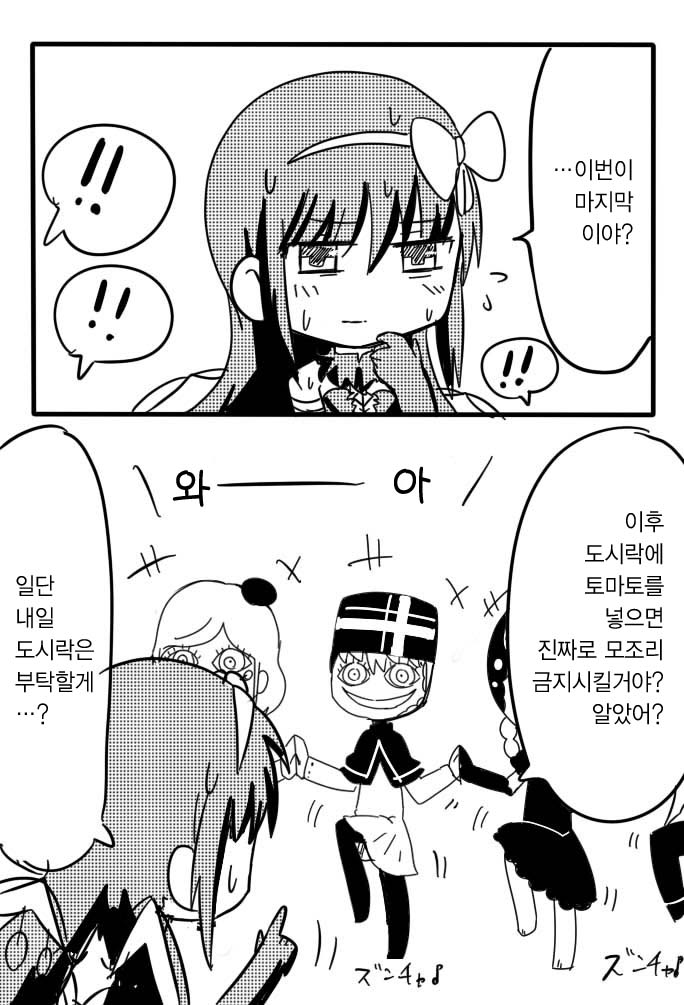 …이번이
마지막
이야?
!!
!!
!!
와 ── 아
이후
도시락에
토마토를
넣으면
진짜로 모조리
금지시킬거야?
알았어?
일단
내일
도시락은
부탁할게
…?
ズンチャ♪
ズンチャ♪